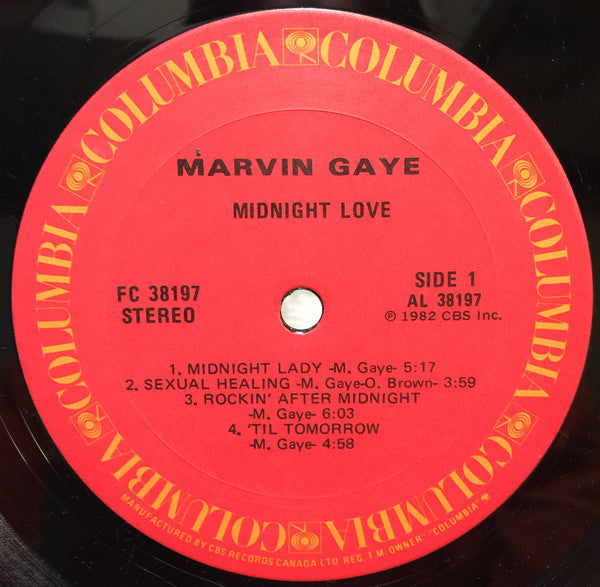 COLUMBIA COLUMBIA COLUMBIA COLUMBIA COLUMBIA COLUMBIA
MARVIN GAYE
MIDNIGHT LOVE
FC 38197
STEREO
SIDE 1
AL 38197
℗ 1982 CBS Inc.
1. MIDNIGHT LADY -M. Gaye- 5:17
2. SEXUAL HEALING -M. Gaye-O. Brown- 3:59
3. ROCKIN' AFTER MIDNIGHT
-M. Gaye- 6:03
4. 'TIL TOMORROW
-M. Gaye- 4:58
MANUFACTURED BY CBS RECORDS CANADA LTD. REG. T.M. OWNER "COLUMBIA"